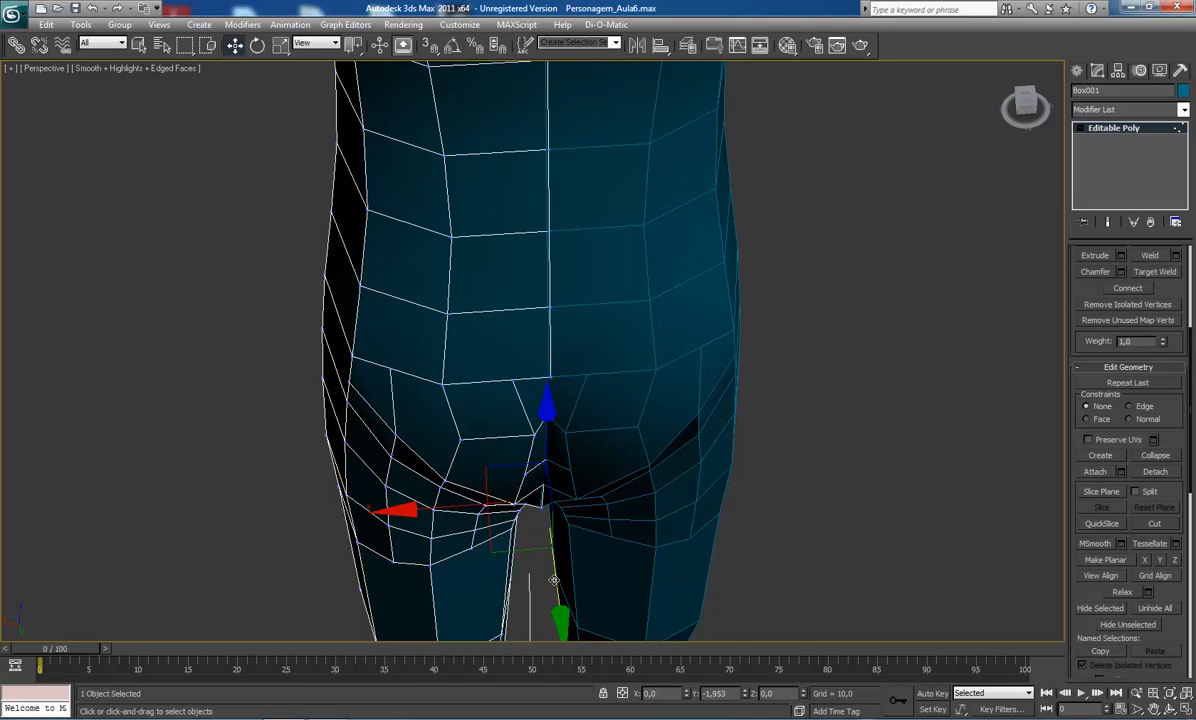 Autodesk 3ds Max 2011 x64 - Unregistered Version Personagem_Aula6.max
Type a keyword or phrase
Edit Tools Group Views Create Modifiers Animation Graph Editors Rendering Customize MAXScript Help Di-O-Matic
All View Create Selection Se
[ + ] [ Perspective ] [ Smooth + Highlights + Edged Faces ]
Box001
Modifier List
Editable Poly
Extrude Weld
Chamfer Target Weld
Connect
Remove Isolated Vertices
Remove Unused Map Verts
Weight: 1,0
Edit Geometry
Repeat Last
Constraints
None Edge
Face Normal
Preserve UVs
Create Collapse
Attach Detach
Slice Plane Split
Slice Reset Plane
QuickSlice Cut
MSmooth Tessellate
Make Planar X Y Z
View Align Grid Align
Relax
Hide Selected Unhide All
Hide Unselected
Named Selections:
Copy Paste
Delete Isolated Vertices
0 / 100
0 5 10 15 20 25 30 35 40 45 50 55 60 65 70 75 80 85 90 95 100
1 Object Selected X: 0,0 Y: -1,953 Z: 0,0 Grid = 10,0 Auto Key Selected
Welcome to M Click or click-and-drag to select objects Add Time Tag Set Key Key Filters... 0